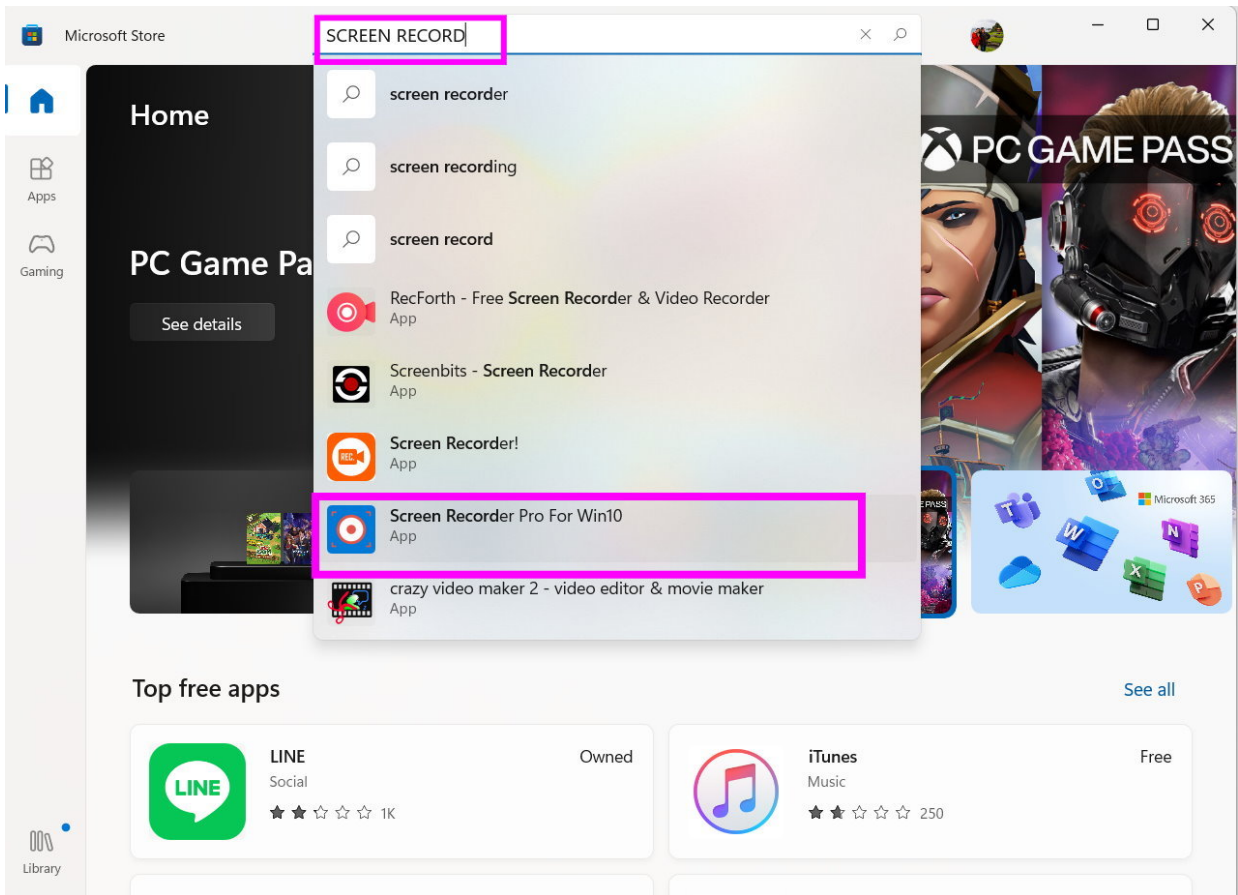 Microsoft Store
SCREEN RECORD
Home
PC Game Pa
See details
Apps
Gaming
Library
screen recorder
screen recording
screen record
RecForth - Free Screen Recorder & Video Recorder
App
Screenbits - Screen Recorder
App
Screen Recorder!
App
REC.
Screen Recorder Pro For Win10
App
crazy video maker 2 - video editor & movie maker
App
PC GAME PASS
Microsoft 365
Top free apps
See all
LINE
LINE
Owned
Social
1K
iTunes
Free
Music
250